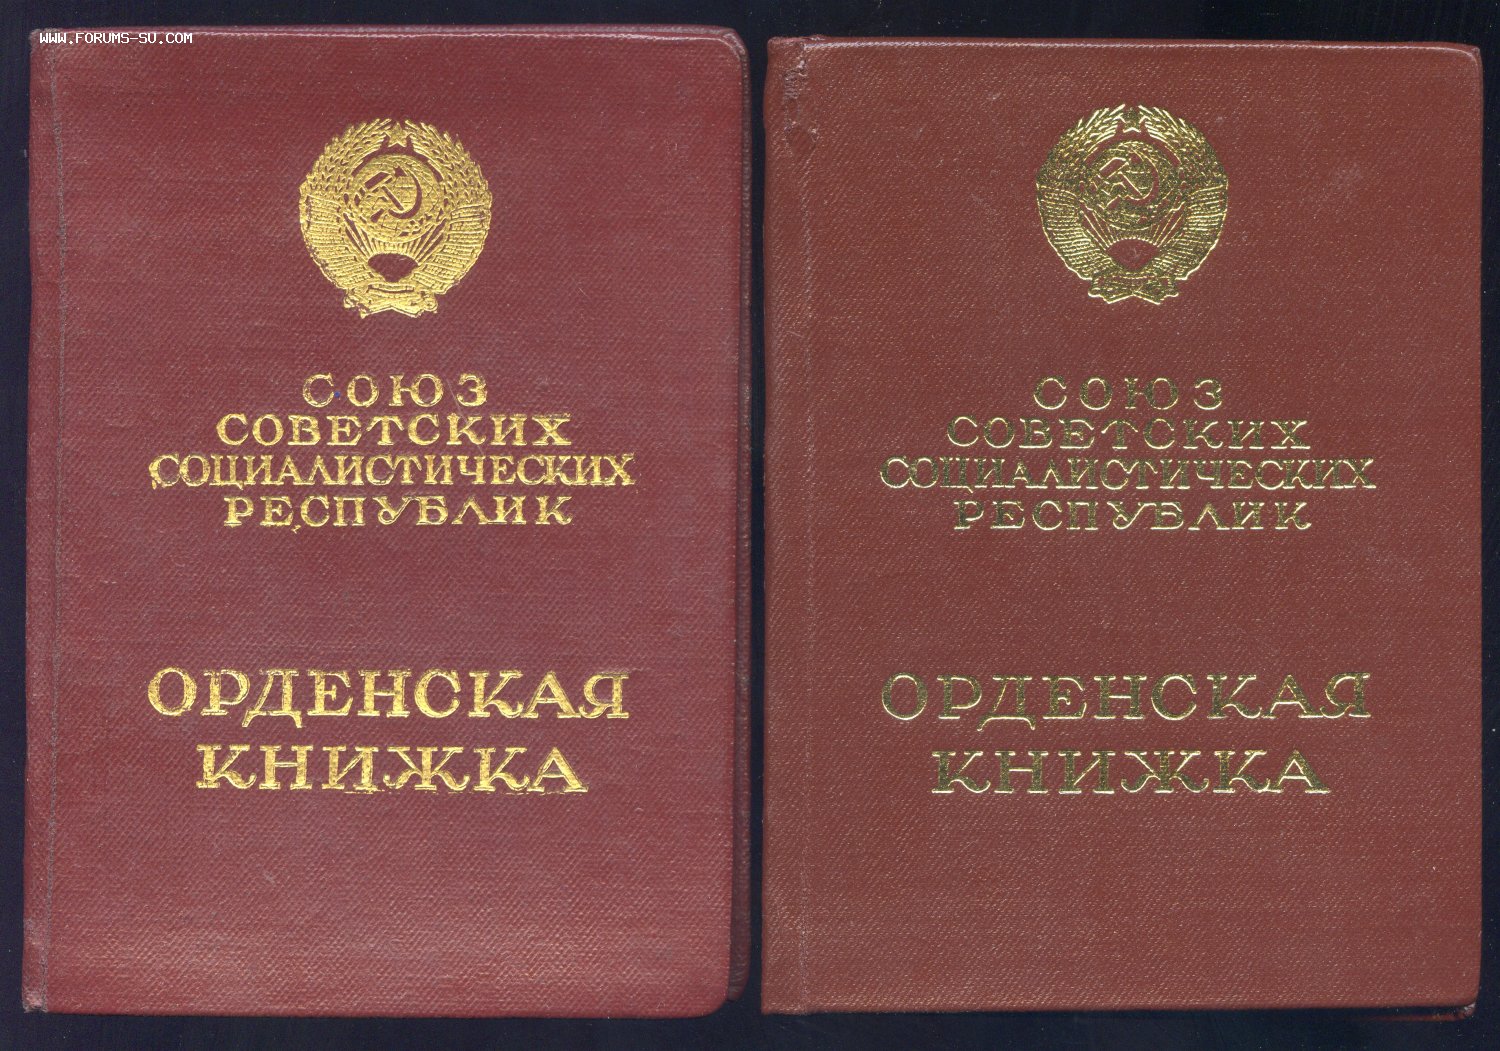 WWW.FORUMS-SU.COM
СОЮЗ
СОВЕТСКИХ
СОЦИАЛИСТИЧЕСКИХ
РЕСПУБЛИК
ОРДЕНСКАЯ
КНИЖКА
СОЮЗ
СОВЕТСКИХ
СОЦИАЛИСТИЧЕСКИХ
РЕСПУБЛИК
ОРДЕНСКАЯ
КНИЖКА